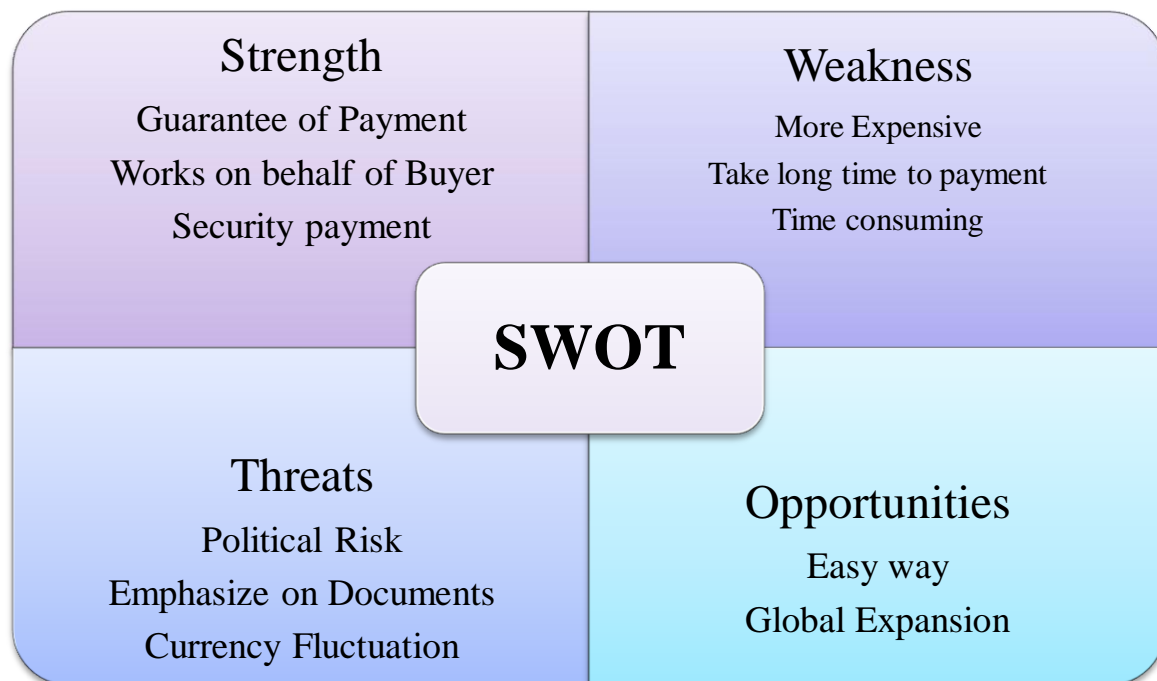 Strength
Guarantee of Payment
Works on behalf of Buyer
Security payment
Weakness
More Expensive
Take long time to payment
Time consuming
SWOT
Threats
Political Risk
Emphasize on Documents
Currency Fluctuation
Opportunities
Easy way
Global Expansion